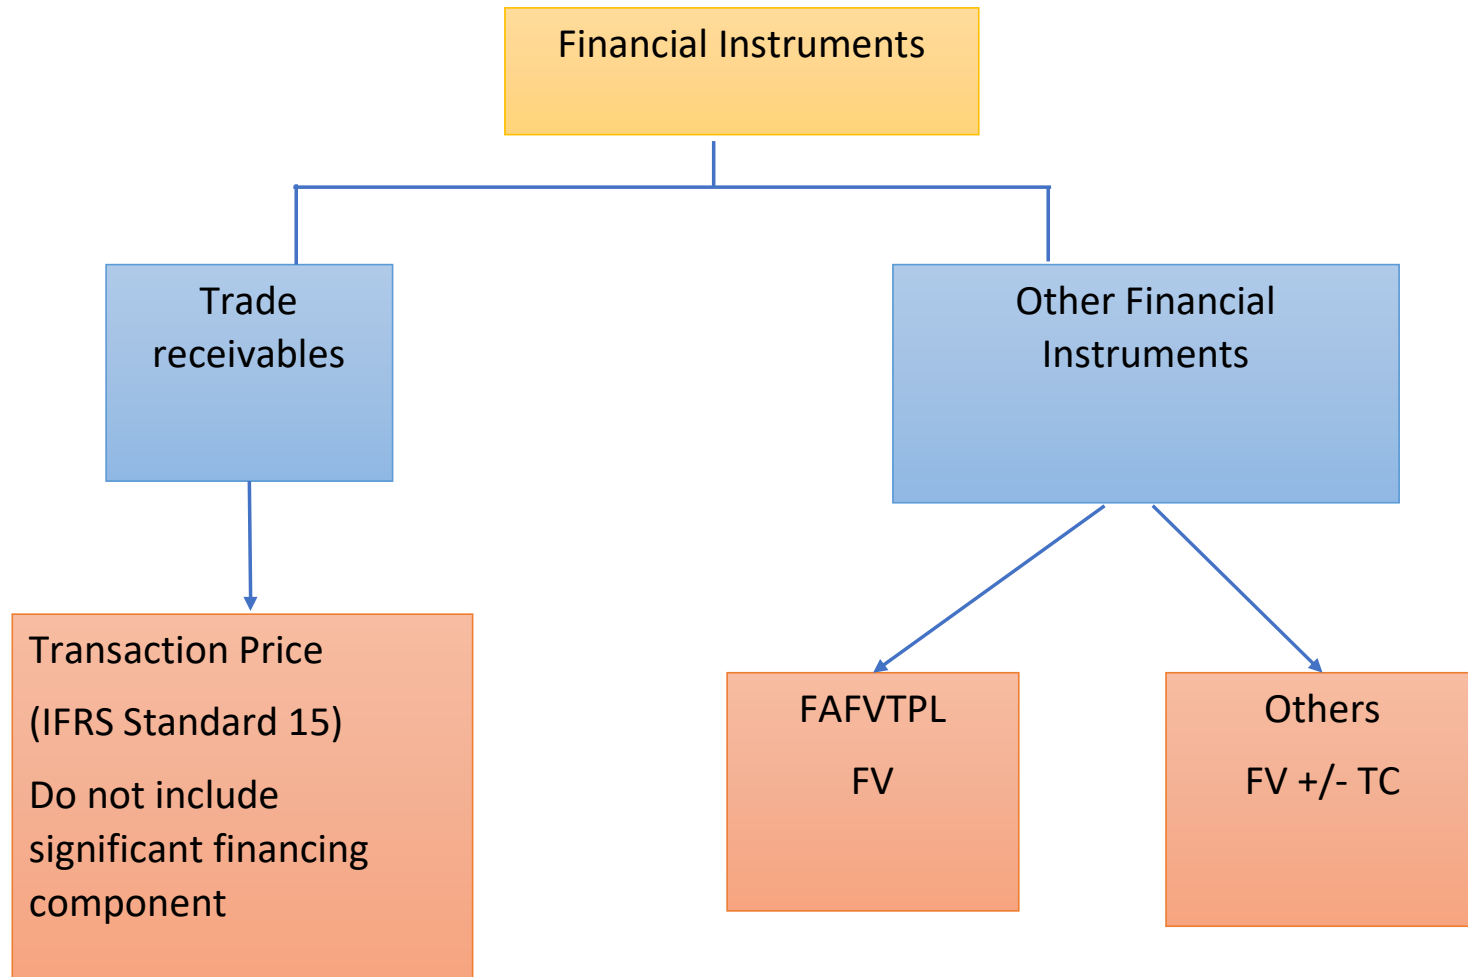 Financial Instruments
Trade
receivables
Other Financial
Instruments
Transaction Price
(IFRS Standard 15)
Do not include
significant financing
component
FAFVTPL
FV
Others
FV +/- TC